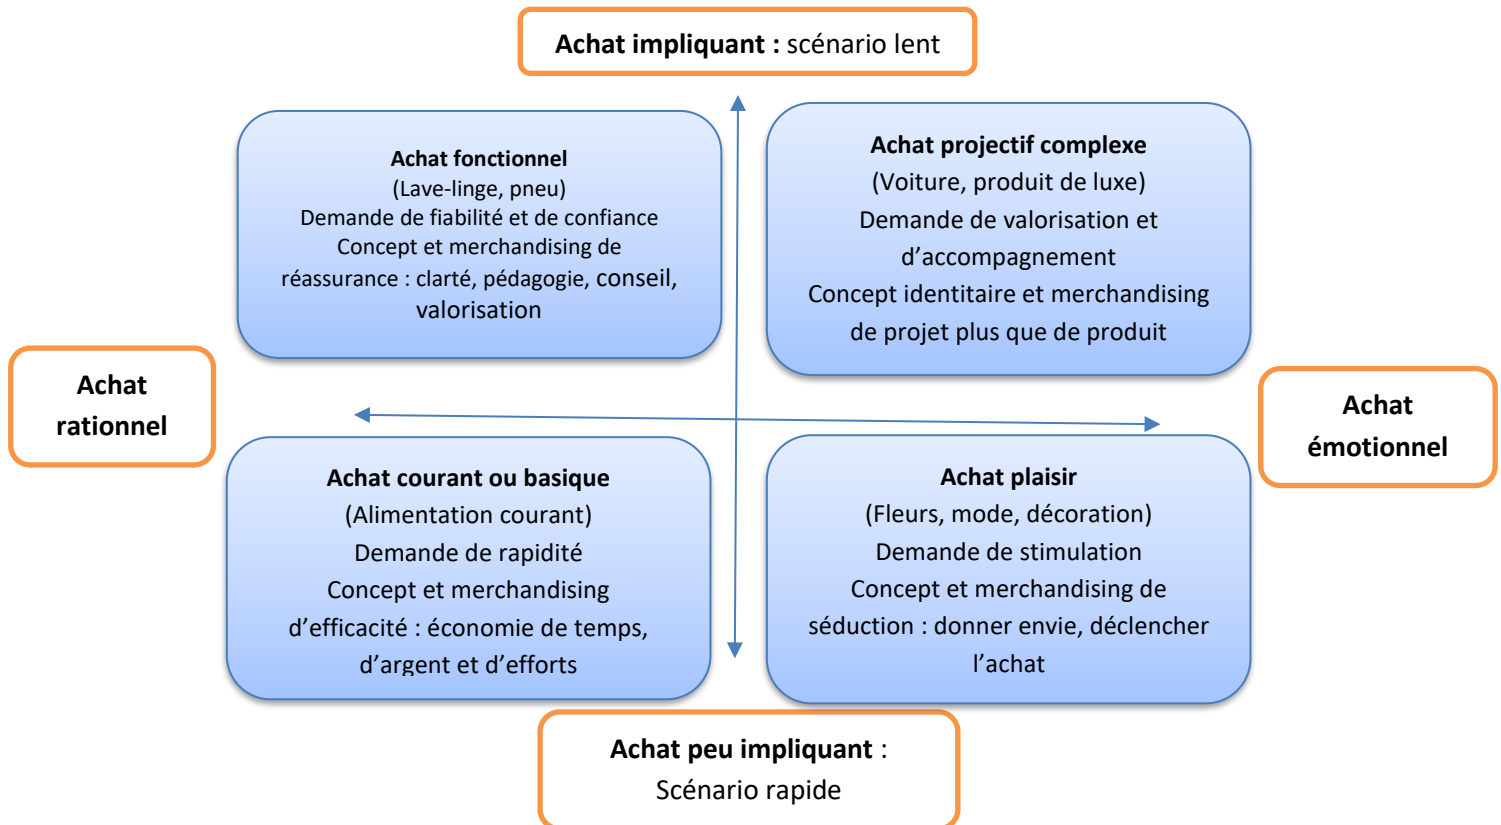 Achat impliquant : scénario lent
Achat fonctionnel
(Lave-linge, pneu)
Demande de fiabilité et de confiance
Concept et merchandising de
réassurance : clarté, pédagogie, conseil,
valorisation
Achat projectif complexe
(Voiture, produit de luxe)
Demande de valorisation et
d’accompagnement
Concept identitaire et merchandising
de projet plus que de produit
Achat
rationnel
Achat
émotionnel
Achat courant ou basique
(Alimentation courant)
Demande de rapidité
Concept et merchandising
d’efficacité : économie de temps,
d’argent et d’efforts
Achat plaisir
(Fleurs, mode, décoration)
Demande de stimulation
Concept et merchandising de
séduction : donner envie, déclencher
l’achat
Achat peu impliquant :
Scénario rapide